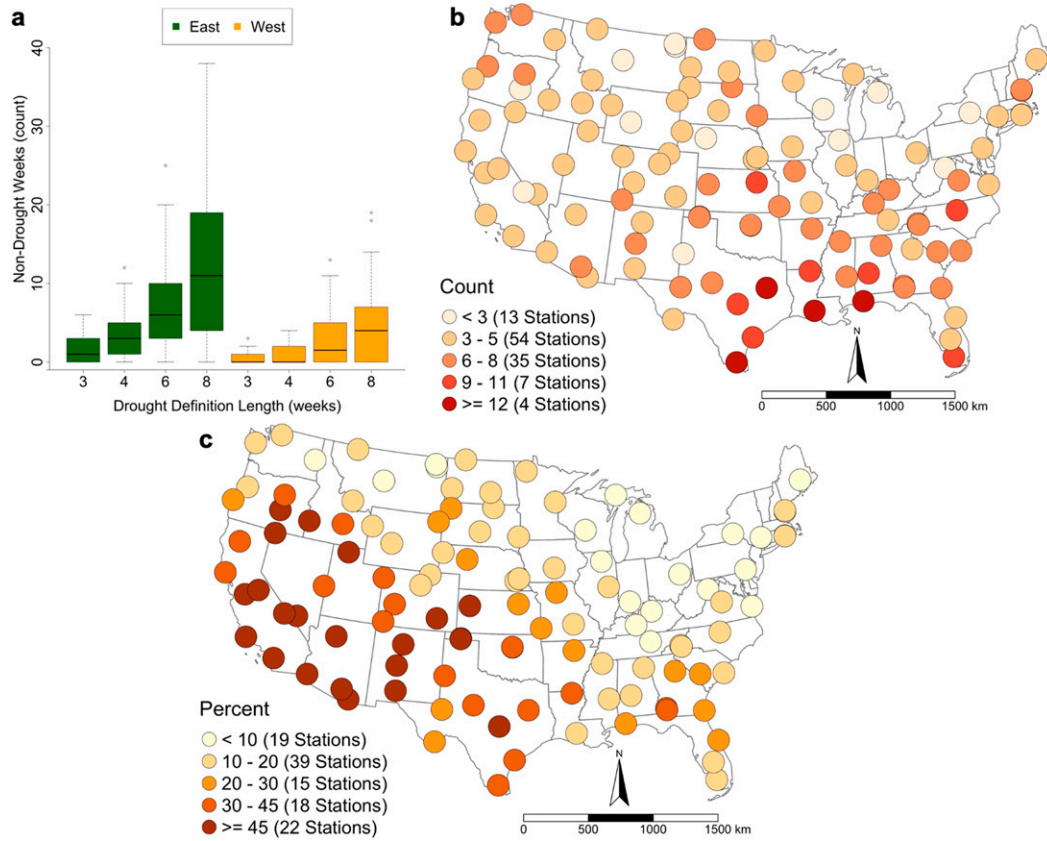 a
East West
Non-Drought Weeks (count)
40
30
20
10
0
3 4 6 8 3 4 6 8
Drought Definition Length (weeks)
b
Count
< 3 (13 Stations)
3 - 5 (54 Stations)
6 - 8 (35 Stations)
9 - 11 (7 Stations)
>= 12 (4 Stations)
N
0 500 1000 1500 km
c
Percent
< 10 (19 Stations)
10 - 20 (39 Stations)
20 - 30 (15 Stations)
30 - 45 (18 Stations)
>= 45 (22 Stations)
N
0 500 1000 1500 km